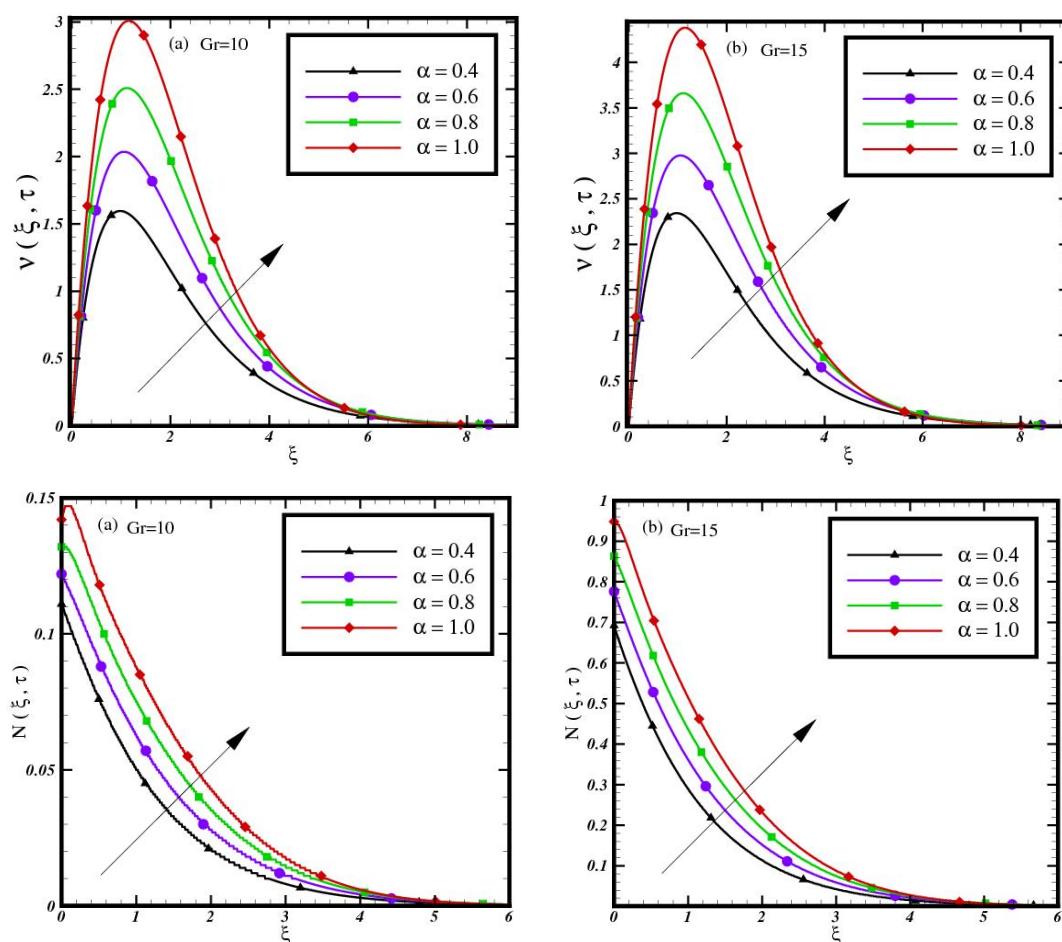 (a) Gr=10
α = 0.4
α = 0.6
α = 0.8
α = 1.0
3
2.5
2
1.5
1
0.5
0
ν ( ξ , τ )
0 2 4 6 8
ξ
(b) Gr=15
α = 0.4
α = 0.6
α = 0.8
α = 1.0
4
3.5
3
2.5
2
1.5
1
0.5
0
ν ( ξ , τ )
0 2 4 6 8
ξ
(a) Gr=10
α = 0.4
α = 0.6
α = 0.8
α = 1.0
0.15
0.1
0.05
0
N ( ξ , τ )
0 1 2 3 4 5 6
ξ
(b) Gr=15
α = 0.4
α = 0.6
α = 0.8
α = 1.0
1
0.9
0.8
0.7
0.6
0.5
0.4
0.3
0.2
0.1
N ( ξ , τ )
0 1 2 3 4 5 6
ξ